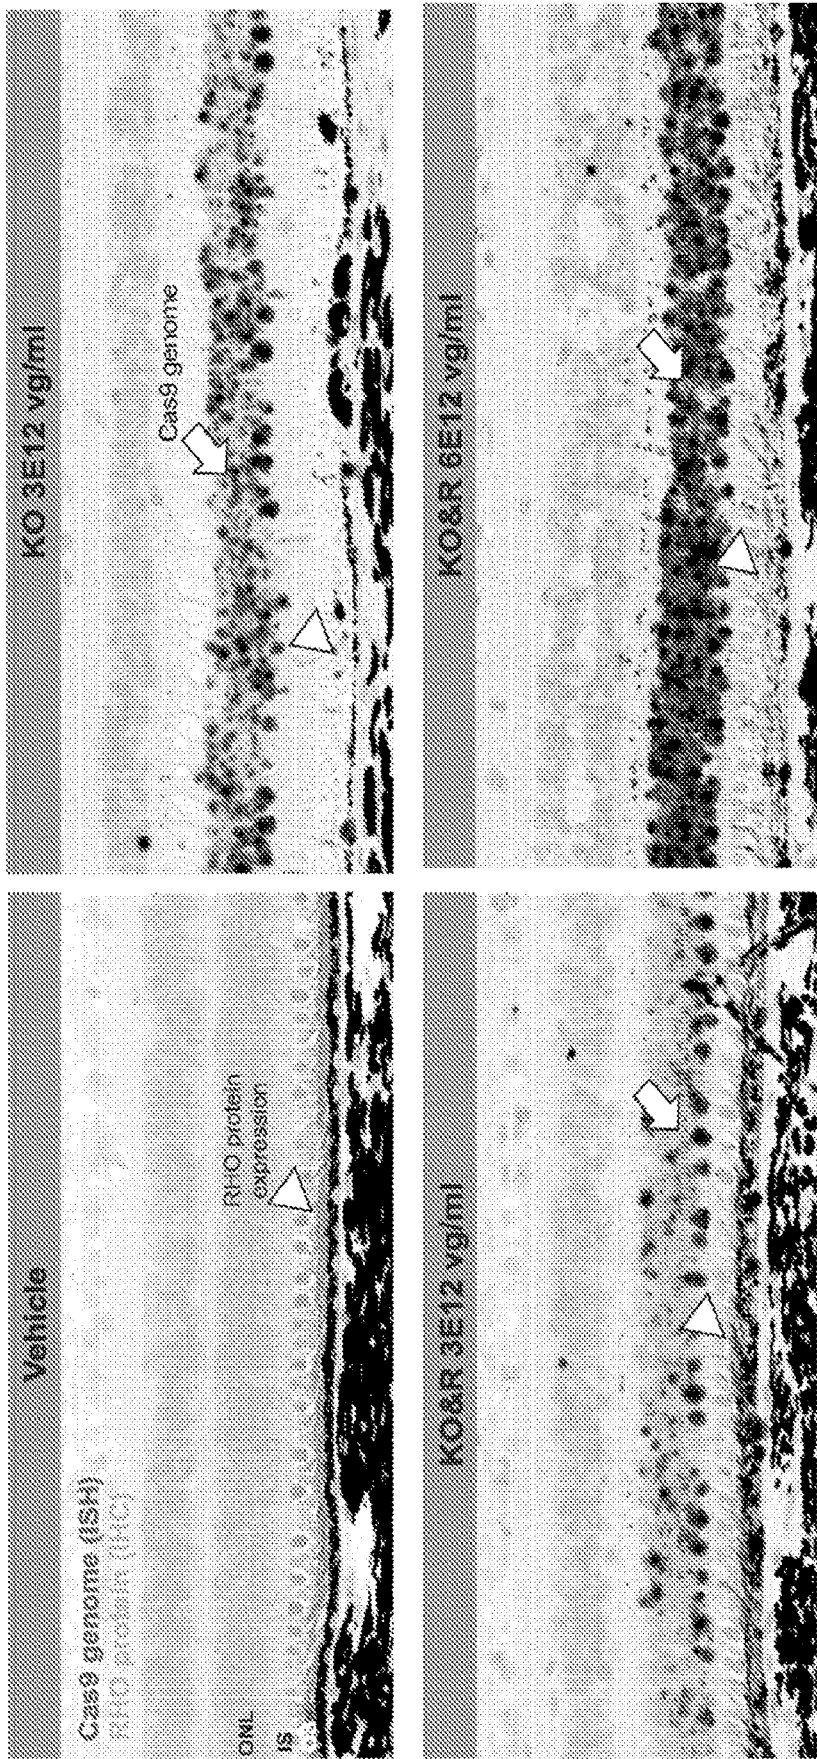 Vehicle
Cas9 genome (ISH)
RHO protein (IHC)
RHO protein
expression
ONL
IS
KO 3E12 vg/ml
Cas9 genome
KO&R 3E12 vg/ml
KO&R 6E12 vg/ml